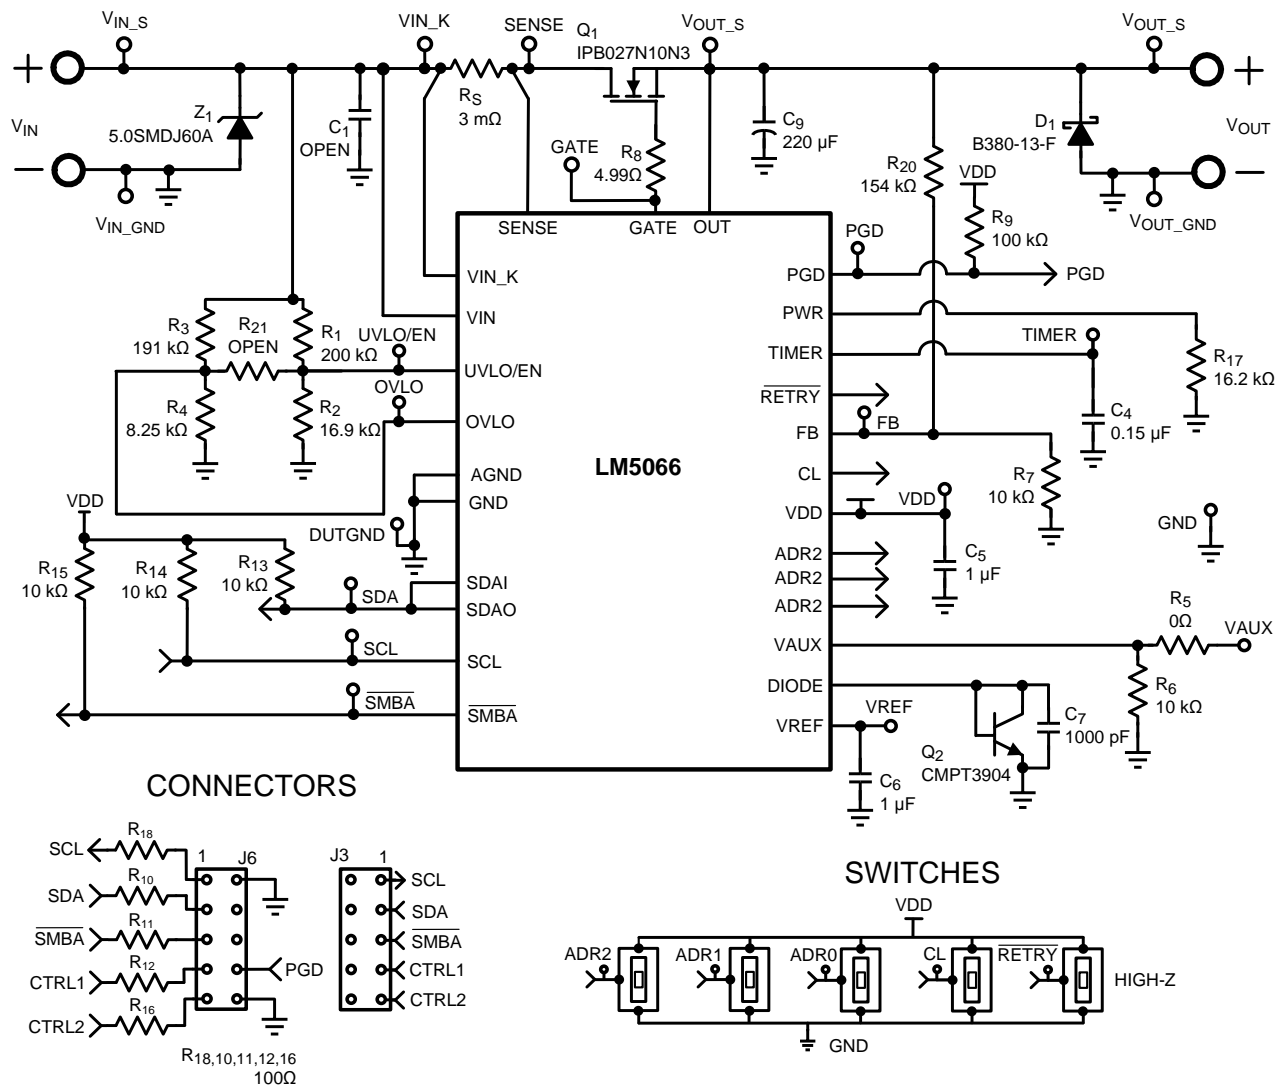 V_IN_S
VIN_K
SENSE
Q1
IPB027N10N3
V_OUT_S
V_OUT_S
+
+
V_IN
Z1
5.0SMDJ60A
C1
OPEN
RS
3 mΩ
GATE
R8
4.99Ω
C9
220 µF
R20
154 kΩ
D1
B380-13-F
V_OUT
−
−
V_IN_GND
V_OUT_GND
VDD
R9
100 kΩ
SENSE
GATE
OUT
PGD
VIN_K
PGD
PGD
VIN
PWR
R3
191 kΩ
R21
OPEN
R1
200 kΩ
UVLO/EN
UVLO/EN
TIMER
TIMER
R17
16.2 kΩ
OVLO
RETRY
R4
8.25 kΩ
R2
16.9 kΩ
OVLO
FB
FB
C4
0.15 µF
LM5066
AGND
CL
R7
10 kΩ
VDD
GND
VDD
VDD
GND
DUTGND
R15
10 kΩ
R14
10 kΩ
R13
10 kΩ
ADR2
C5
1 µF
SDAI
ADR2
SDA
SDAO
ADR2
R5
0Ω
VAUX
SCL
SCL
VAUX
SMBA
SMBA
DIODE
R6
10 kΩ
VREF
VREF
Q2
CMPT3904
C7
1000 pF
C6
1 µF
CONNECTORS
SCL
R18
1
J6
J3
1
SCL
SDA
R10
SDA
SMBA
R11
SMBA
CTRL1
R12
PGD
CTRL1
CTRL2
R16
CTRL2
R18,10,11,12,16
100Ω
SWITCHES
VDD
ADR2
ADR1
ADR0
CL
RETRY
HIGH-Z
GND